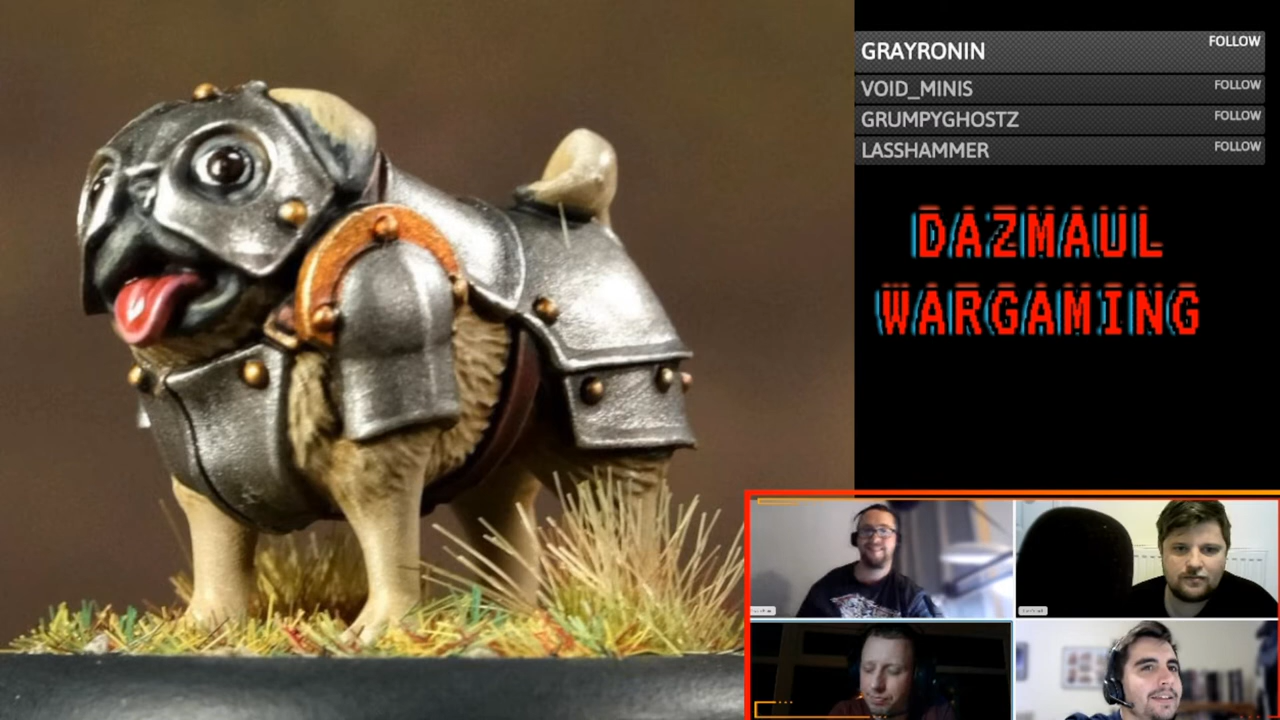 GRAYRONIN
FOLLOW
VOID_MINIS
FOLLOW
GRUMPYGHOSTZ
FOLLOW
LASSHAMMER
FOLLOW
DAZMAUL
WARGAMING